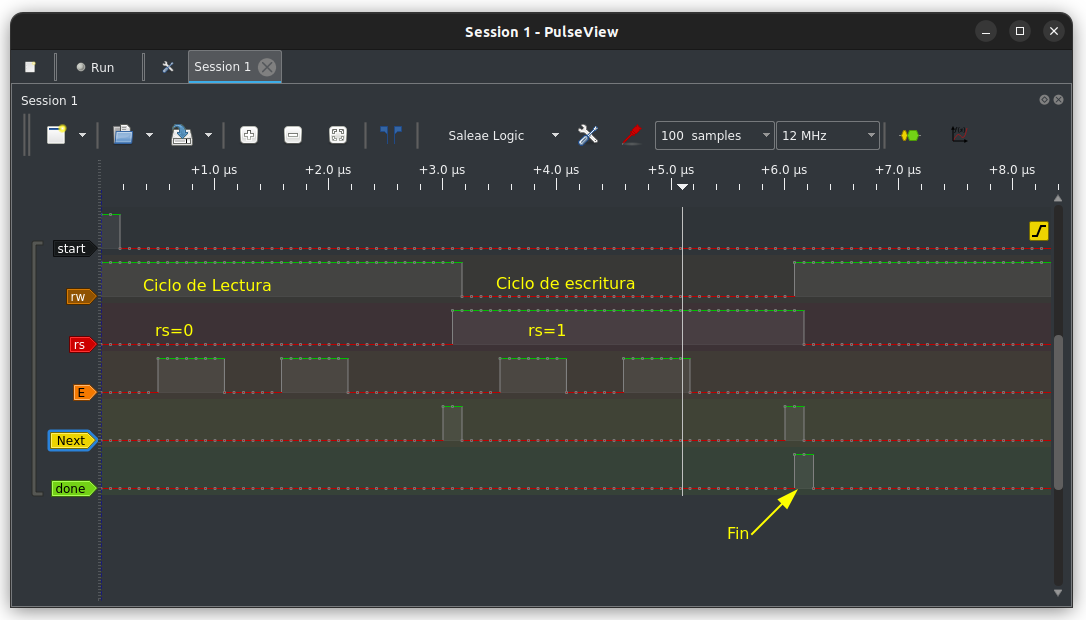 Session 1 - PulseView
Run
Session 1
Session 1
Saleae Logic
100 samples
12 MHz
+1.0 µs +2.0 µs +3.0 µs +4.0 µs +5.0 µs +6.0 µs +7.0 µs +8.0 µs
start
rw
Ciclo de Lectura
Ciclo de escritura
rs
rs=0
rs=1
E
Next
done
Fin